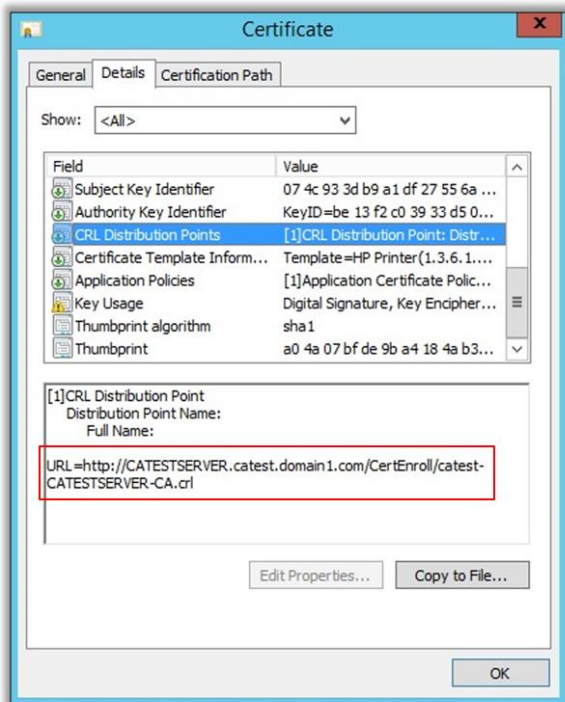 Certificate
x
General Details Certification Path
Show: <All>
Field Value
Subject Key Identifier 07 4c 93 3d b9 a1 df 27 55 6a ...
Authority Key Identifier KeyID=be 13 f2 c0 39 33 d5 0...
CRL Distribution Points [1]CRL Distribution Point: Distr...
Certificate Template Inform... Template=HP Printer(1.3.6.1....
Application Policies [1]Application Certificate Polic...
Key Usage Digital Signature, Key Encipher...
Thumbprint algorithm sha1
Thumbprint a0 4a 07 bf de 9b a4 18 4a b3...
[1]CRL Distribution Point
Distribution Point Name:
Full Name:
URL=http://CATESTSERVER.catest.domain1.com/CertEnroll/catest-
CATESTSERVER-CA.crl
Edit Properties... Copy to File...
OK